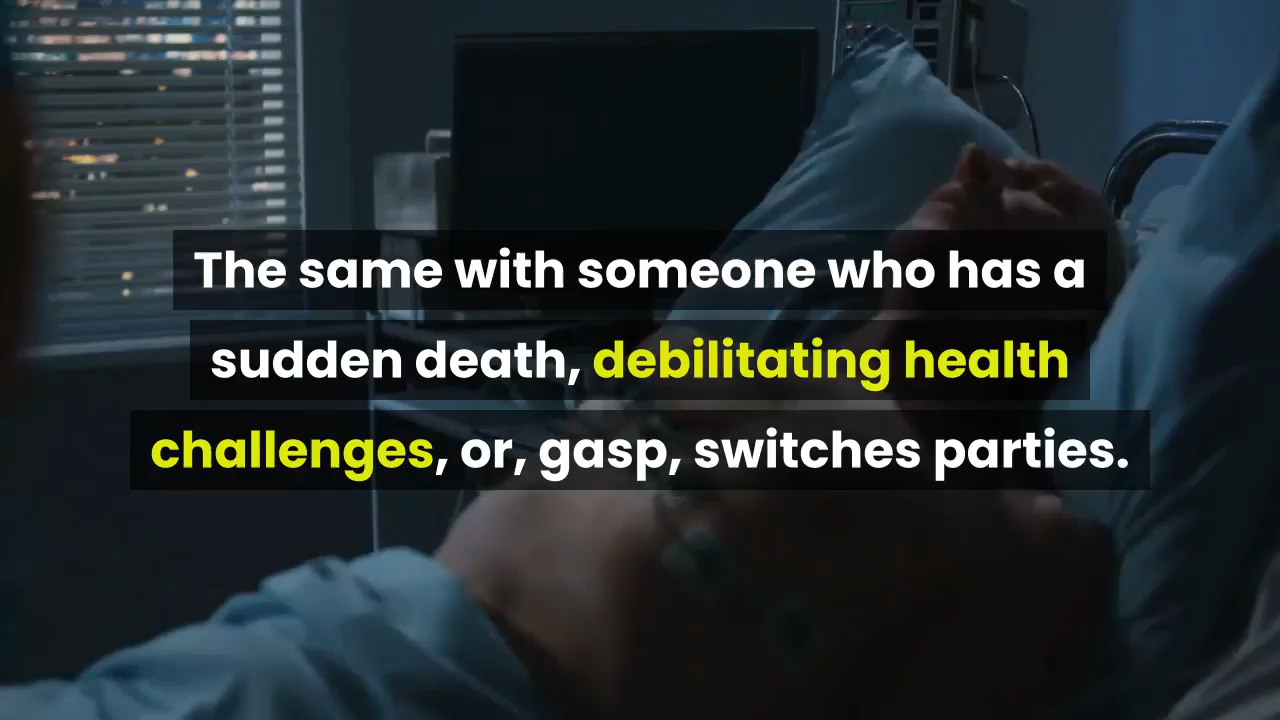 The same with someone who has a
sudden death, debilitating health
challenges, or, gasp, switches parties.